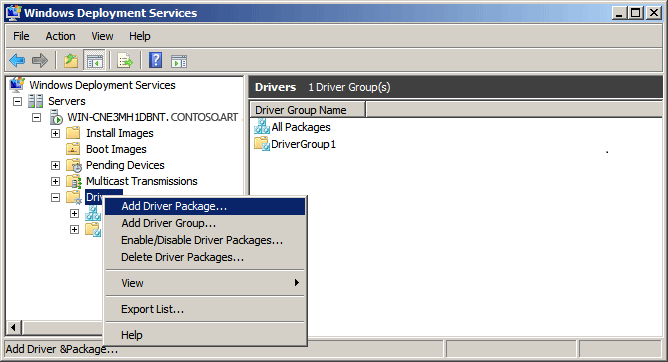 Windows Deployment Services
File Action View Help
Windows Deployment Services
Servers
WIN-CNE3MH1DBNT. CONTOSO.ART
Install Images
Boot Images
Pending Devices
Multicast Transmissions
Drivers 1 Driver Group(s)
Driver Group Name
All Packages
DriverGroup1
Add Driver Package...
Add Driver Group...
Enable/Disable Driver Packages...
Delete Driver Packages...
View
Export List...
Help
Add Driver &Package...